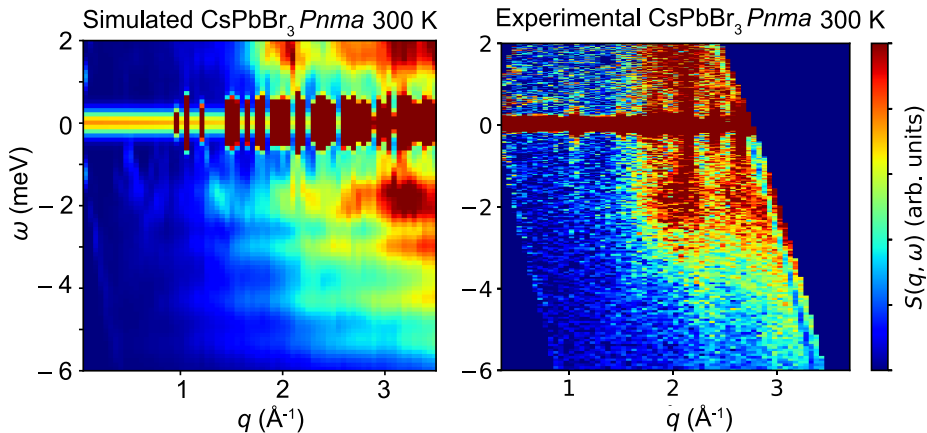 Simulated CsPbBr₃ Pnma 300 K
Experimental CsPbBr₃ Pnma 300 K
2
0
−2
−4
−6
ω (meV)
1
2
3
q (Å⁻¹)
2
0
−2
−4
−6
1
2
3
q (Å⁻¹)
S(q, ω) (arb. units)